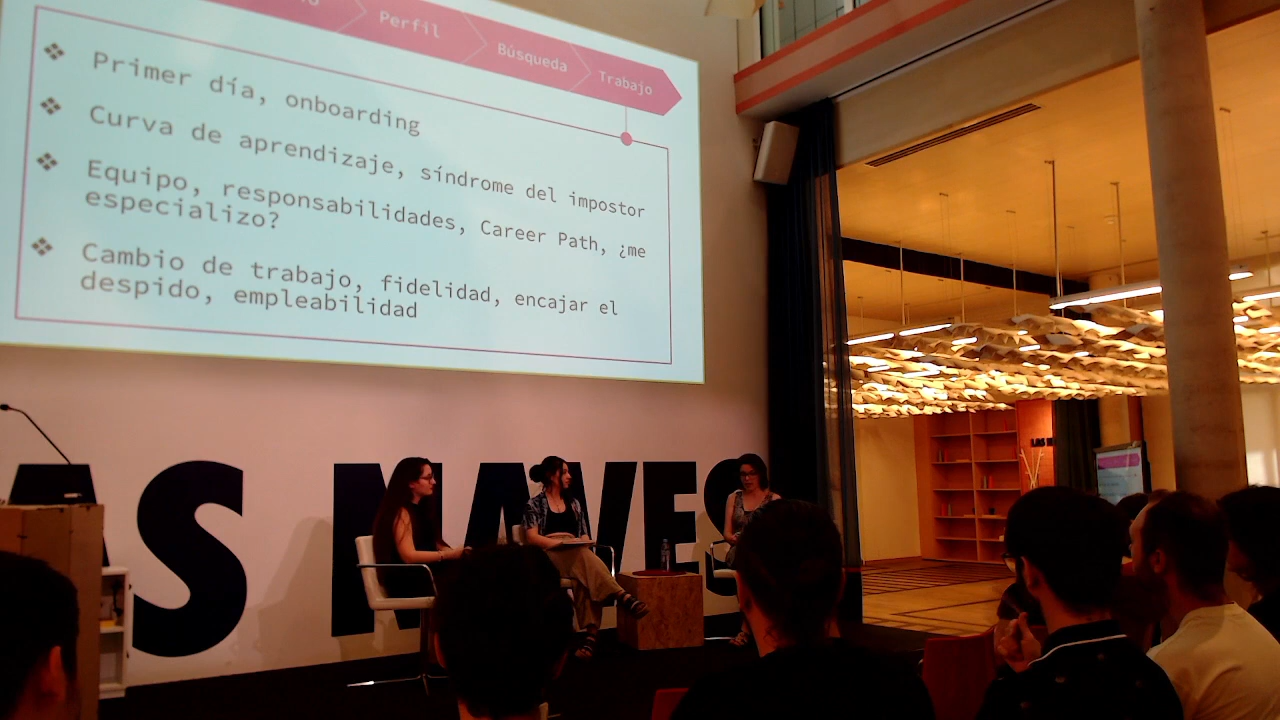 Perfil
Búsqueda
Trabajo
Primer día, onboarding
Curva de aprendizaje, síndrome del impostor
Equipo, responsabilidades, Career Path, ¿me
especializo?
Cambio de trabajo, fidelidad, encajar el
despido, empleabilidad
AS NAVES